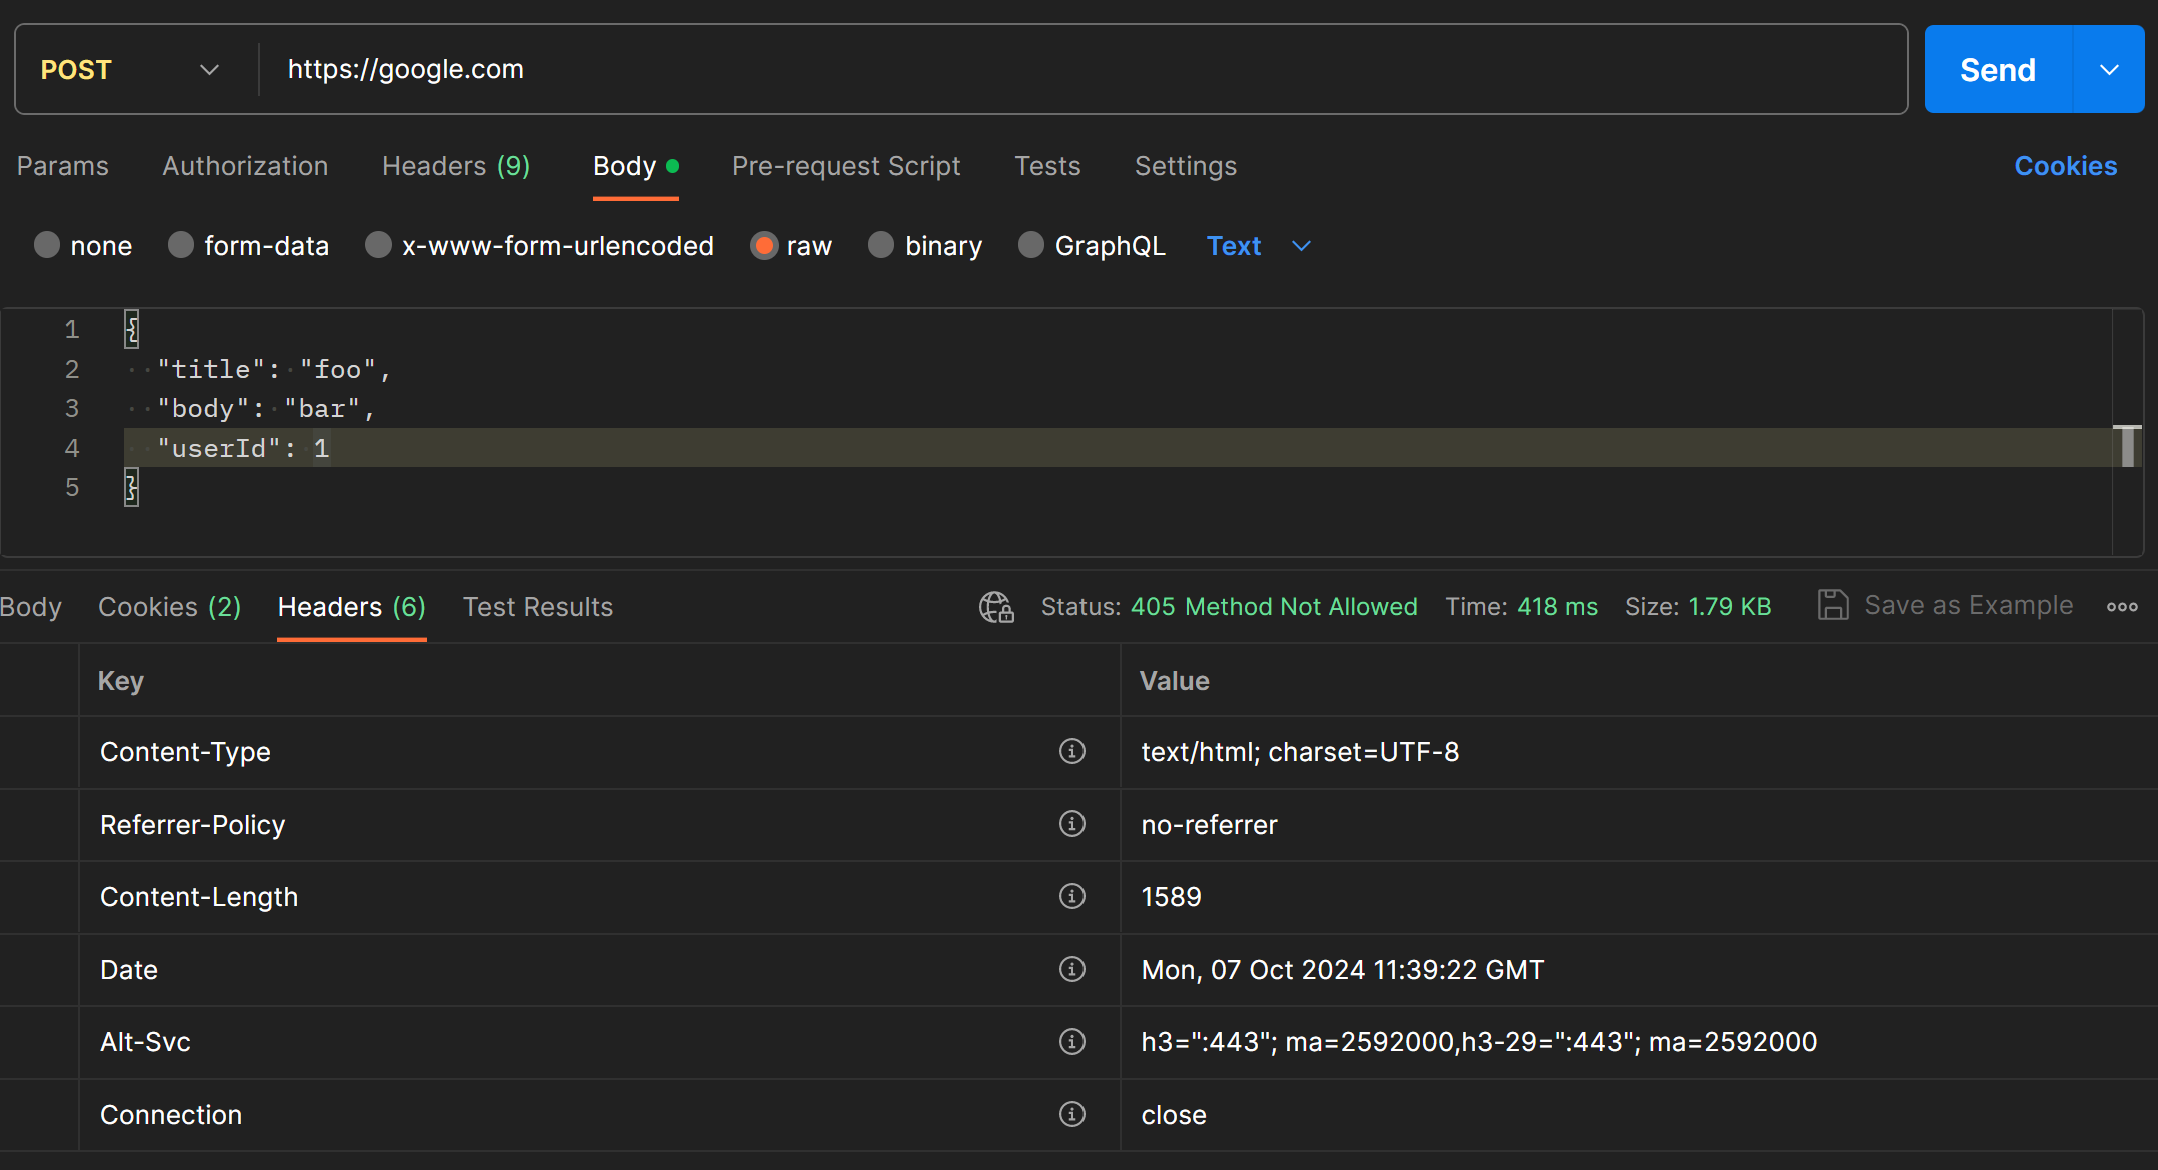 POST https://google.com Send
Params Authorization Headers (9) Body Pre-request Script Tests Settings Cookies
none form-data x-www-form-urlencoded raw binary GraphQL Text
1 {
2 "title": "foo",
3 "body": "bar",
4 "userId": 1
5 }
Body Cookies (2) Headers (6) Test Results Status: 405 Method Not Allowed Time: 418 ms Size: 1.79 KB Save as Example
Key Value
Content-Type text/html; charset=UTF-8
Referrer-Policy no-referrer
Content-Length 1589
Date Mon, 07 Oct 2024 11:39:22 GMT
Alt-Svc h3=":443"; ma=2592000,h3-29=":443"; ma=2592000
Connection close